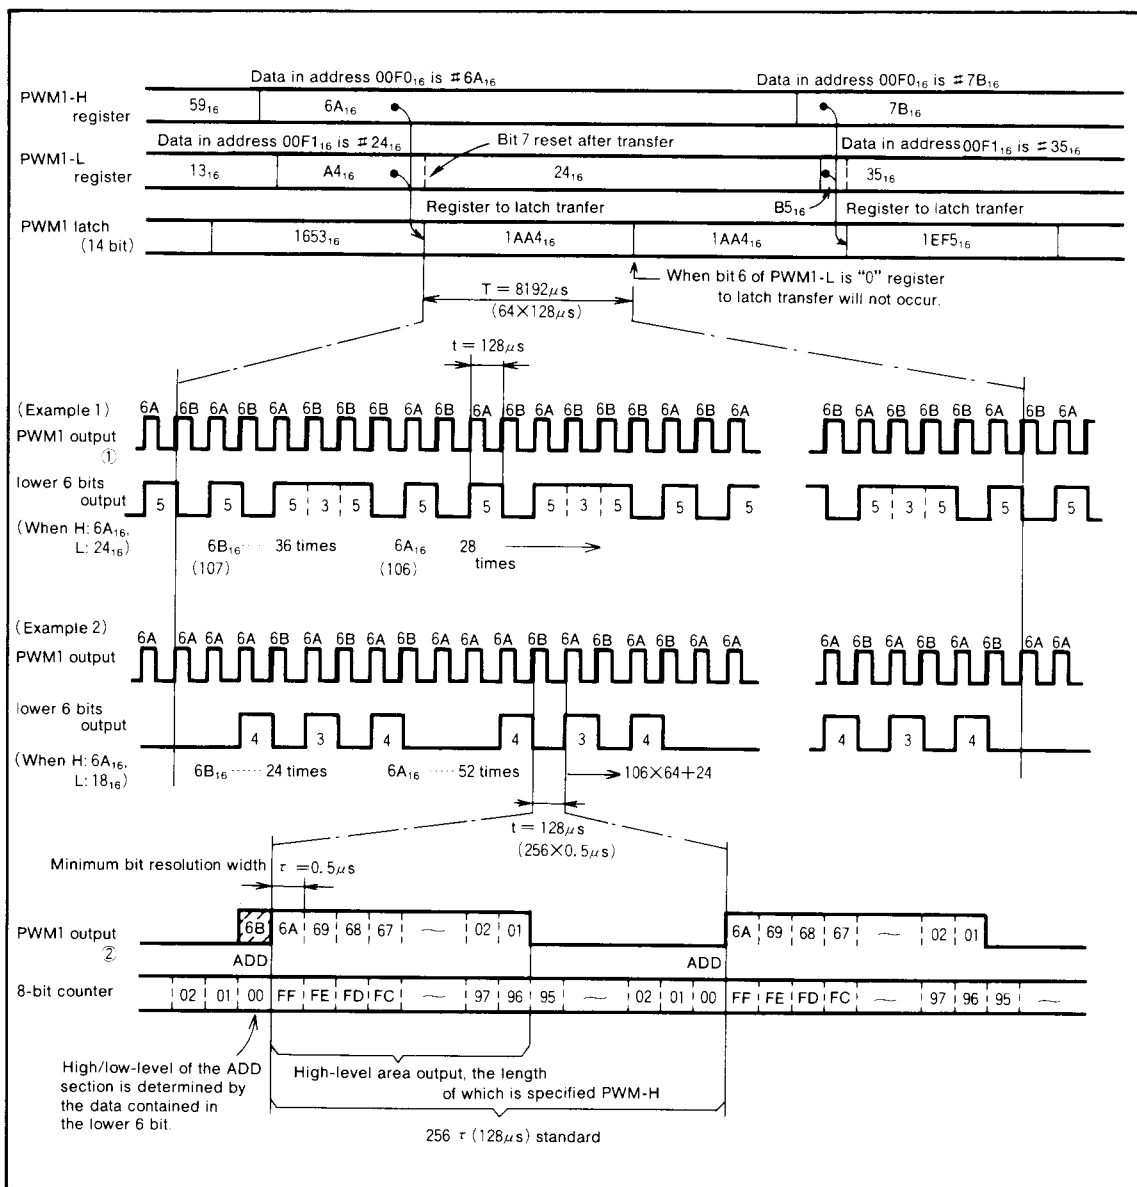 Data in address 00F0₁₆ is ♯6A₁₆ Data in address 00F0₁₆ is ♯7B₁₆
PWM1-H
register
59₁₆ 6A₁₆ 7B₁₆
Data in address 00F1₁₆ is ♯24₁₆ Bit 7 reset after transfer Data in address 00F1₁₆ is ♯35₁₆
PWM1-L
register
13₁₆ A4₁₆ 24₁₆ 35₁₆
B5₁₆
Register to latch tranfer Register to latch tranfer
PWM1 latch
(14 bit)
1653₁₆ 1AA4₁₆ 1AA4₁₆ 1EF5₁₆
When bit 6 of PWM1-L is “0” register
to latch transfer will not occur.
T = 8192μs
(64×128μs)
t = 128μs
(Example 1)
6A 6B 6A 6B 6A 6B 6B 6B 6A 6B 6A 6B 6A 6B 6B 6B 6A 6B 6A 6B 6A 6B 6B 6B 6A 6B 6A
PWM1 output
①
lower 6 bits
output
5 5 5 3 5 5 5 5 3 5 5 5 5 3 5 5 5
(When H: 6A₁₆,
L: 24₁₆)
6B₁₆ ····· 36 times 6A₁₆ 28
(107) (106) times
(Example 2)
6A 6A 6A 6A 6B 6A 6B 6A 6B 6A 6A 6A 6B 6A 6B 6A 6B 6A 6A 6A 6B 6A 6B 6A 6B 6A 6A
PWM1 output
lower 6 bits
output
4 3 4 4 3 4 4 3 4
(When H: 6A₁₆,
L: 18₁₆)
6B₁₆ ······ 24 times 6A₁₆ ····· 52 times 106×64+24
t = 128μs
(256×0.5μs)
Minimum bit resolution width τ =0.5μs
PWM1 output
②
6B 6A 69 68 67 ~ 02 01 6A 69 68 67 ~ 02 01
ADD ADD
8-bit counter
02 01 00 FF FE FD FC ~ 97 96 95 ~ 02 01 00 FF FE FD FC ~ 97 96 95 ~
High/low-level of the ADD
section is determined by
the data contained in
the lower 6 bit.
High-level area output, the length
of which is specified PWM-H
256 τ (128μs) standard